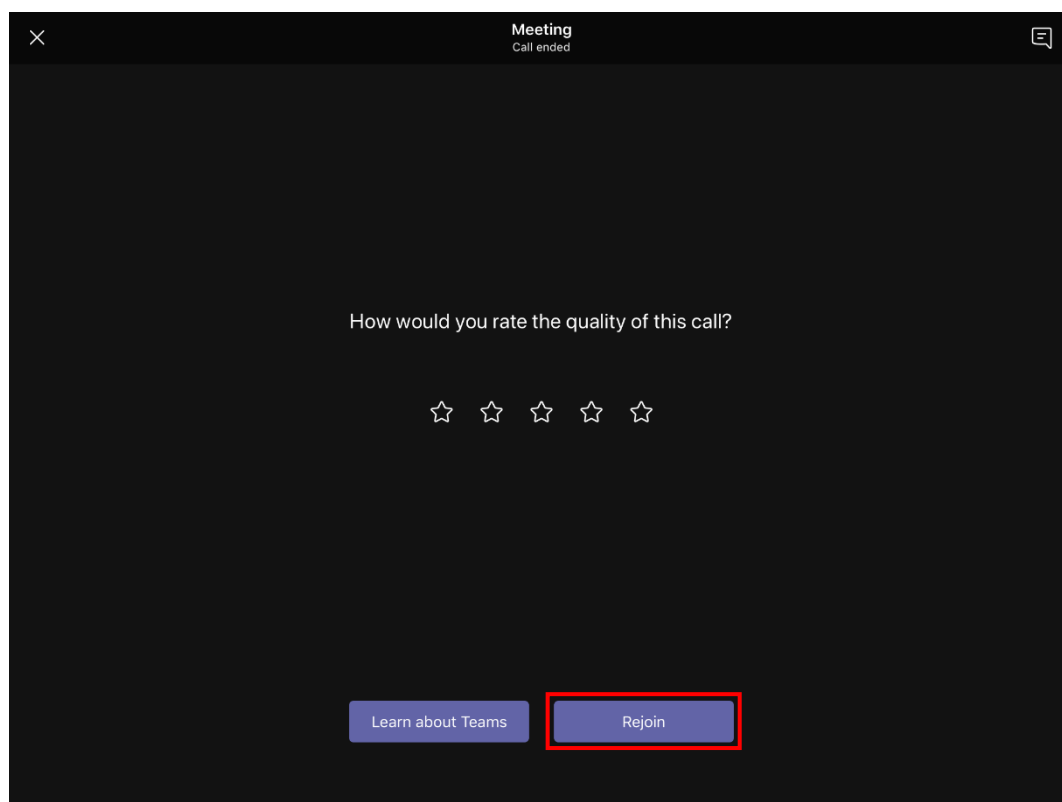 Meeting
Call ended
How would you rate the quality of this call?
Learn about Teams
Rejoin